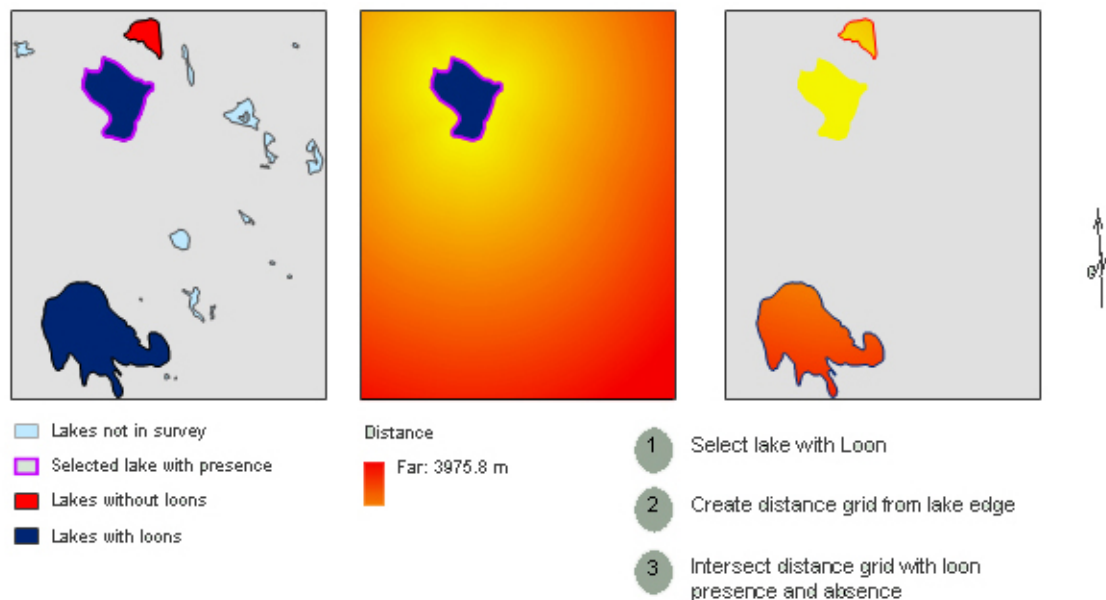 Lakes not in survey
Selected lake with presence
Lakes without loons
Lakes with loons
Distance
Far: 3975.8 m
1 Select lake with Loon
2 Create distance grid from lake edge
3 Intersect distance grid with loon
presence and absence